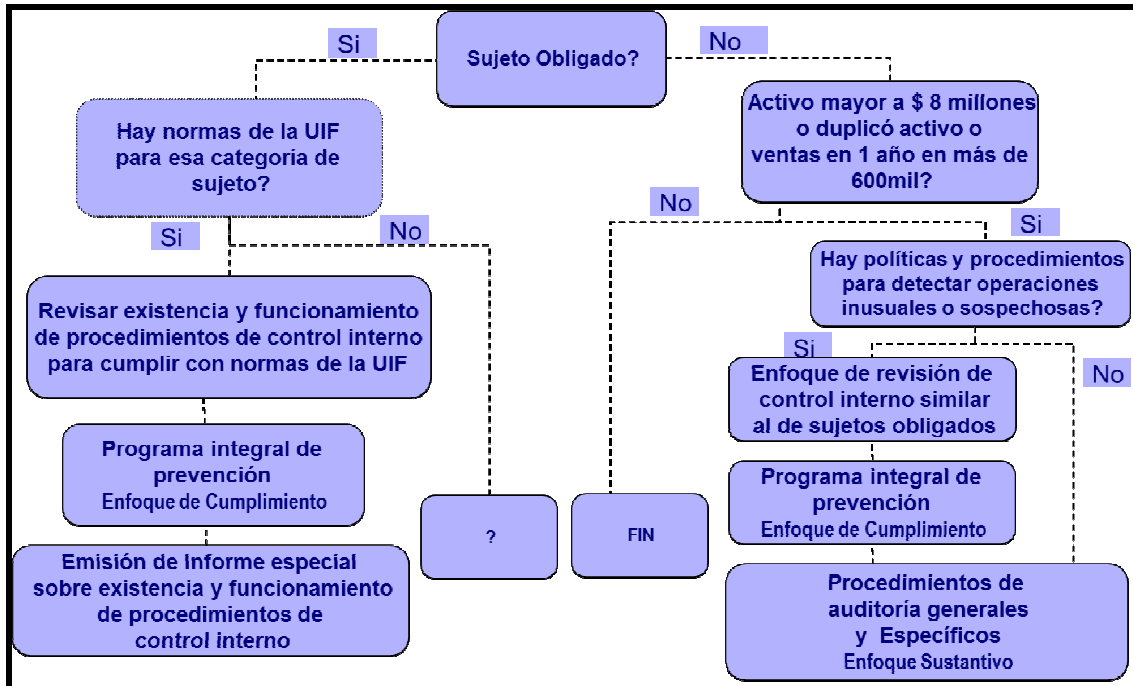 Sujeto Obligado?
Si
No
Hay normas de la UIF
para esa categoría de
sujeto?
Activo mayor a $ 8 millones
o duplicó activo o
ventas en 1 año en más de
600mil?
Si
No
No
Si
Revisar existencia y funcionamiento
de procedimientos de control interno
para cumplir con normas de la UIF
Hay políticas y procedimientos
para detectar operaciones
inusuales o sospechosas?
Si
No
Programa integral de
prevención
Enfoque de Cumplimiento
Enfoque de revisión de
control interno similar
al de sujetos obligados
Emisión de Informe especial
sobre existencia y funcionamiento
de procedimientos de
control interno
?
FIN
Programa integral de
prevención
Enfoque de Cumplimiento
Procedimientos de
auditoría generales
y Específicos
Enfoque Sustantivo